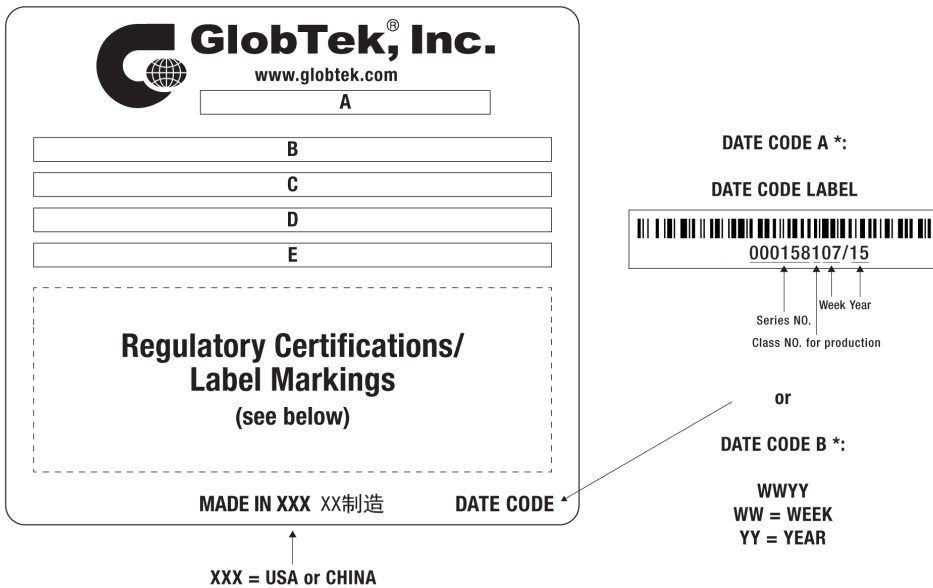 GlobTek,® Inc.
www.globtek.com
A
B
C
D
E
Regulatory Certifications/
Label Markings
(see below)
MADE IN XXX XX制造 DATE CODE
XXX = USA or CHINA
DATE CODE A *:
DATE CODE LABEL
000158107/15
Week Year
Series NO.
Class NO. for production
or
DATE CODE B *:
WWYY
WW = WEEK
YY = YEAR